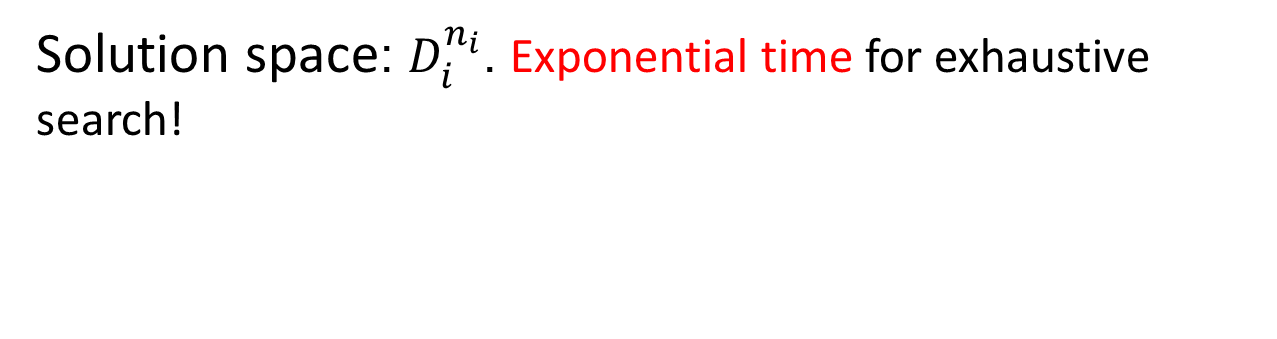 Solution space: $D_i^{n_i}$. Exponential time for exhaustive
search!